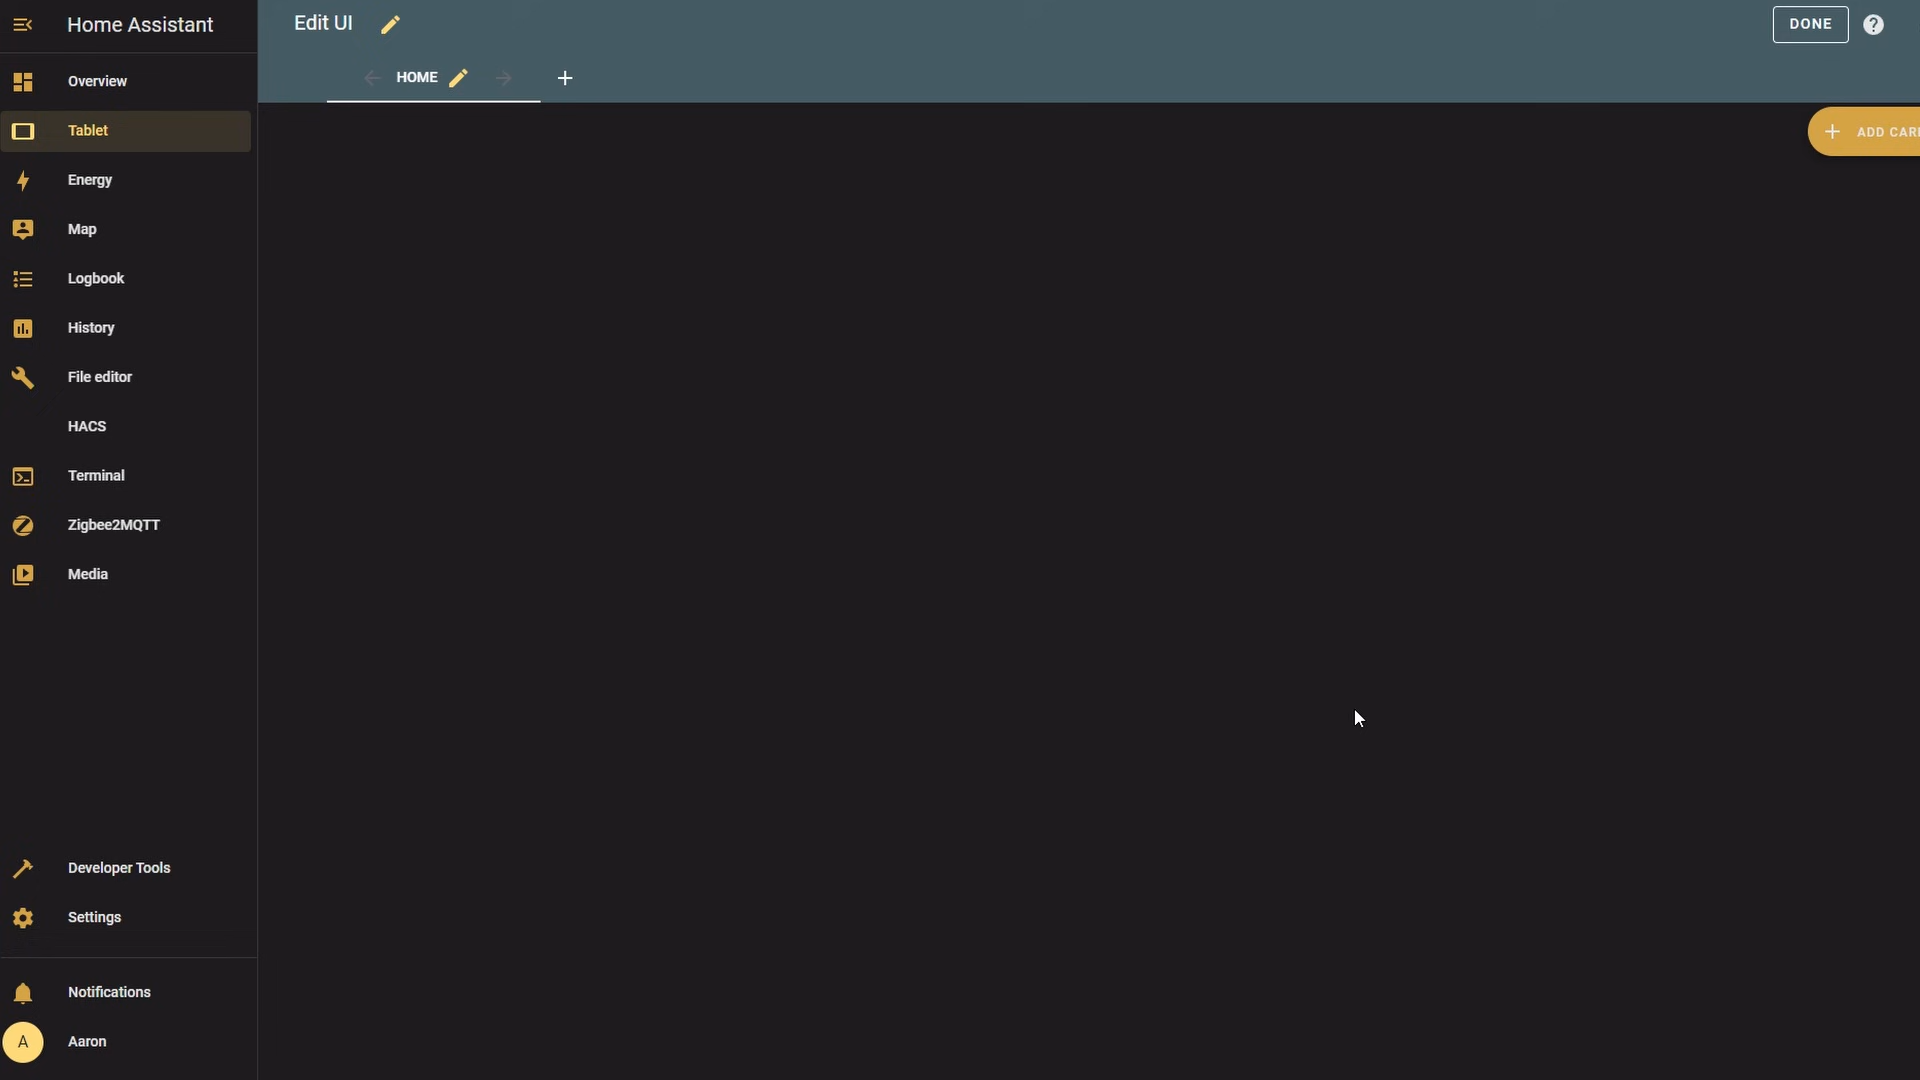 Home Assistant
Edit UI
DONE
?
HOME
Overview
Tablet
ADD CAR
Energy
Map
Logbook
History
File editor
HACS
Terminal
Zigbee2MQTT
Media
Developer Tools
Settings
Notifications
A
Aaron